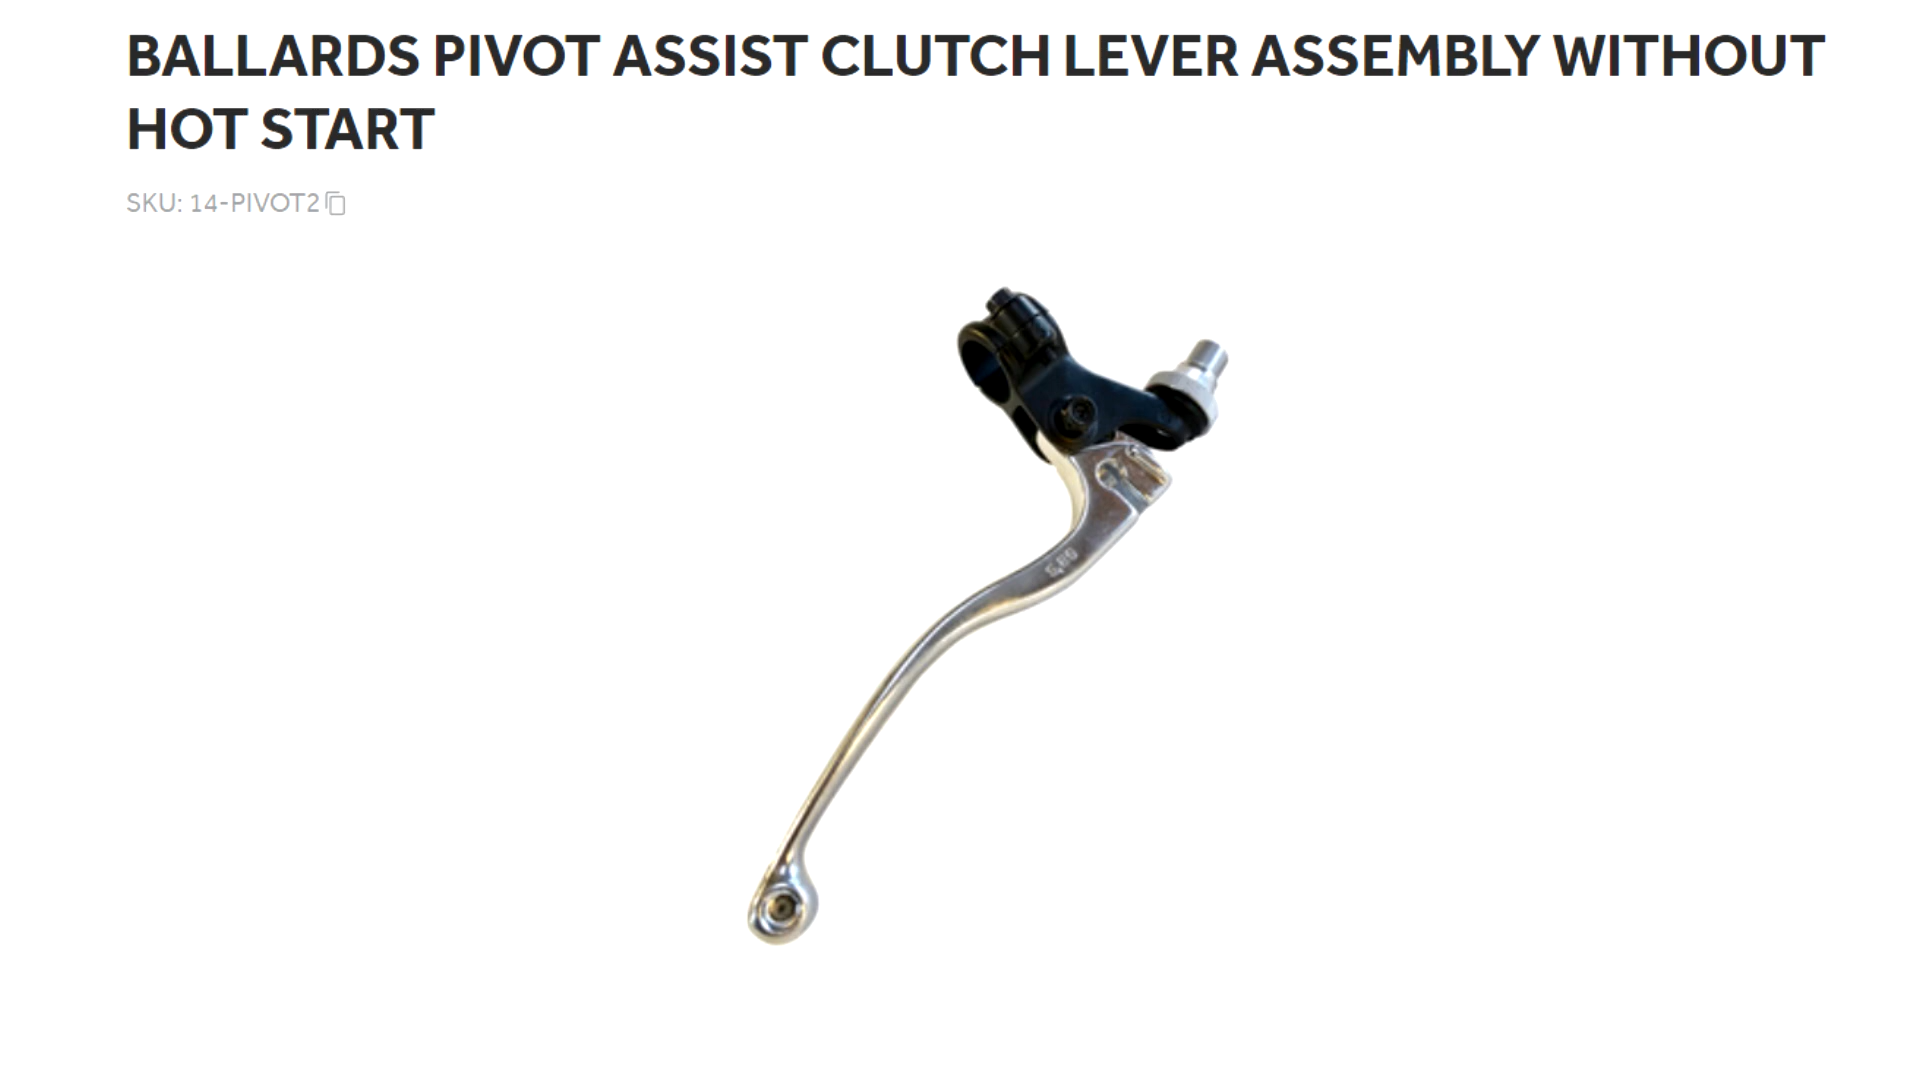 BALLARDS PIVOT ASSIST CLUTCH LEVER ASSEMBLY WITHOUT
HOT START
SKU: 14-PIVOT2